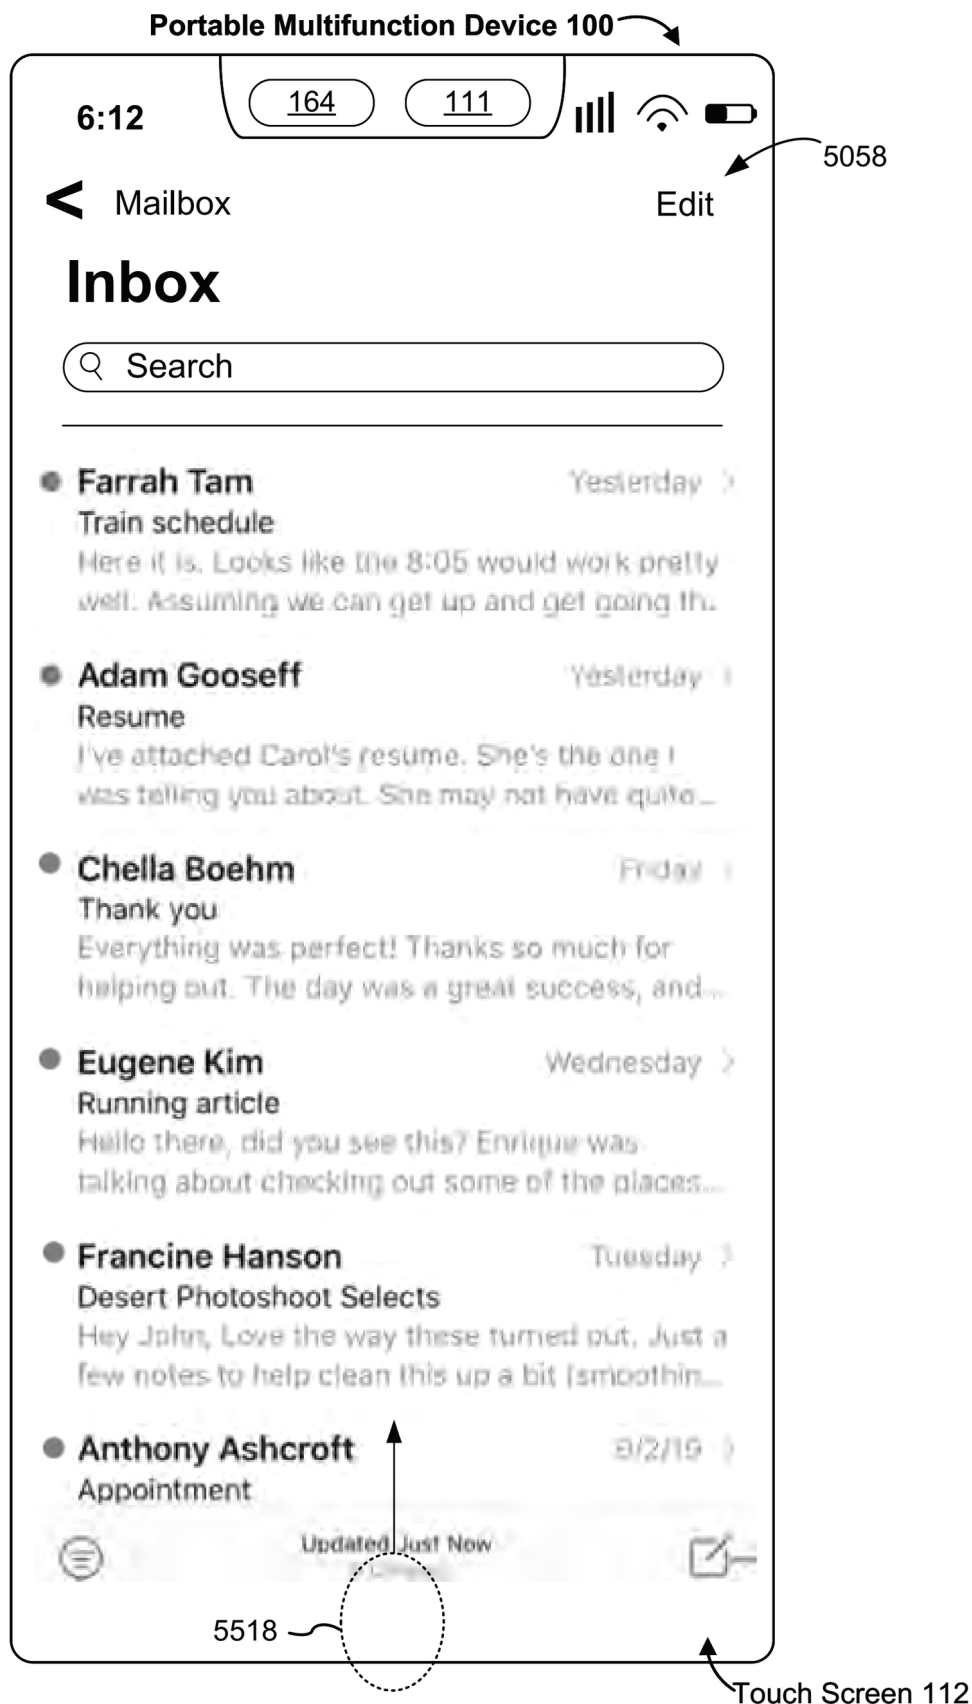 Portable Multifunction Device 100
6:12
164
111
5058
< Mailbox
Edit
Inbox
Search
Farrah Tam
Yesterday
Train schedule
Here it is. Looks like the 8:05 would work pretty
well. Assuming we can get up and get going th..
Adam Gooseff
Yesterday
Resume
I've attached Carol's resume. She's the one I
was telling you about. She may not have quite...
Chella Boehm
Friday
Thank you
Everything was perfect! Thanks so much for
helping out. The day was a great success, and...
Eugene Kim
Wednesday
Running article
Hello there, did you see this? Enrique was
talking about checking out some of the places...
Francine Hanson
Tuesday
Desert Photoshoot Selects
Hey John, Love the way these turned out. Just a
few notes to help clean this up a bit (smoothin...
Anthony Ashcroft
9/2/19
Appointment
Updated Just Now
5518
Touch Screen 112